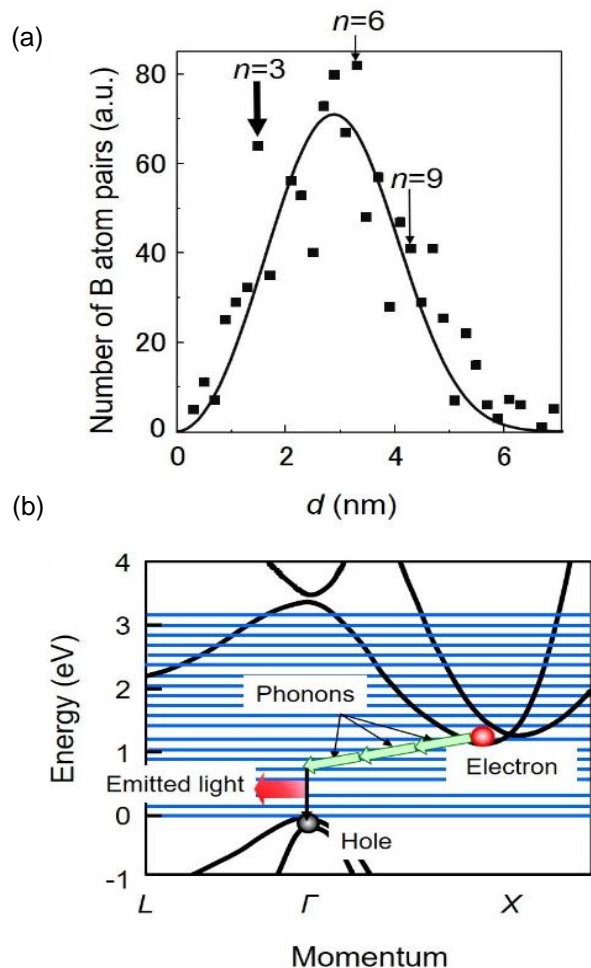 (a)
n=6
n=3
n=9
80
60
40
20
0
Number of B atom pairs (a.u.)
0 2 4 6
d (nm)
(b)
4
3
2
1
0
-1
Energy (eV)
Phonons
Emitted light
Electron
Hole
L Γ X
Momentum